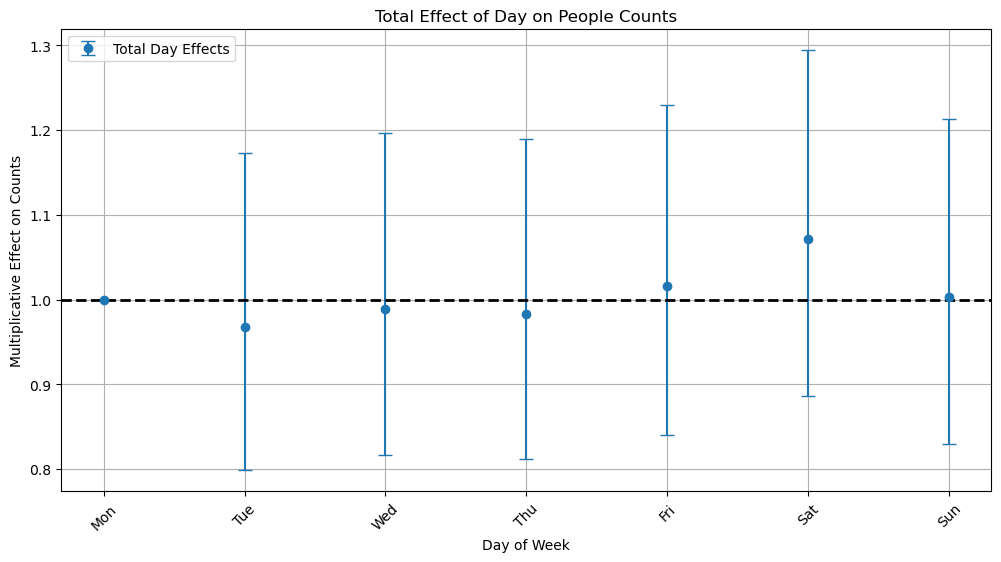 Total Effect of Day on People Counts
Total Day Effects
Multiplicative Effect on Counts
1.3
1.2
1.1
1.0
0.9
0.8
Mon
Tue
Wed
Thu
Fri
Sat
Sun
Day of Week